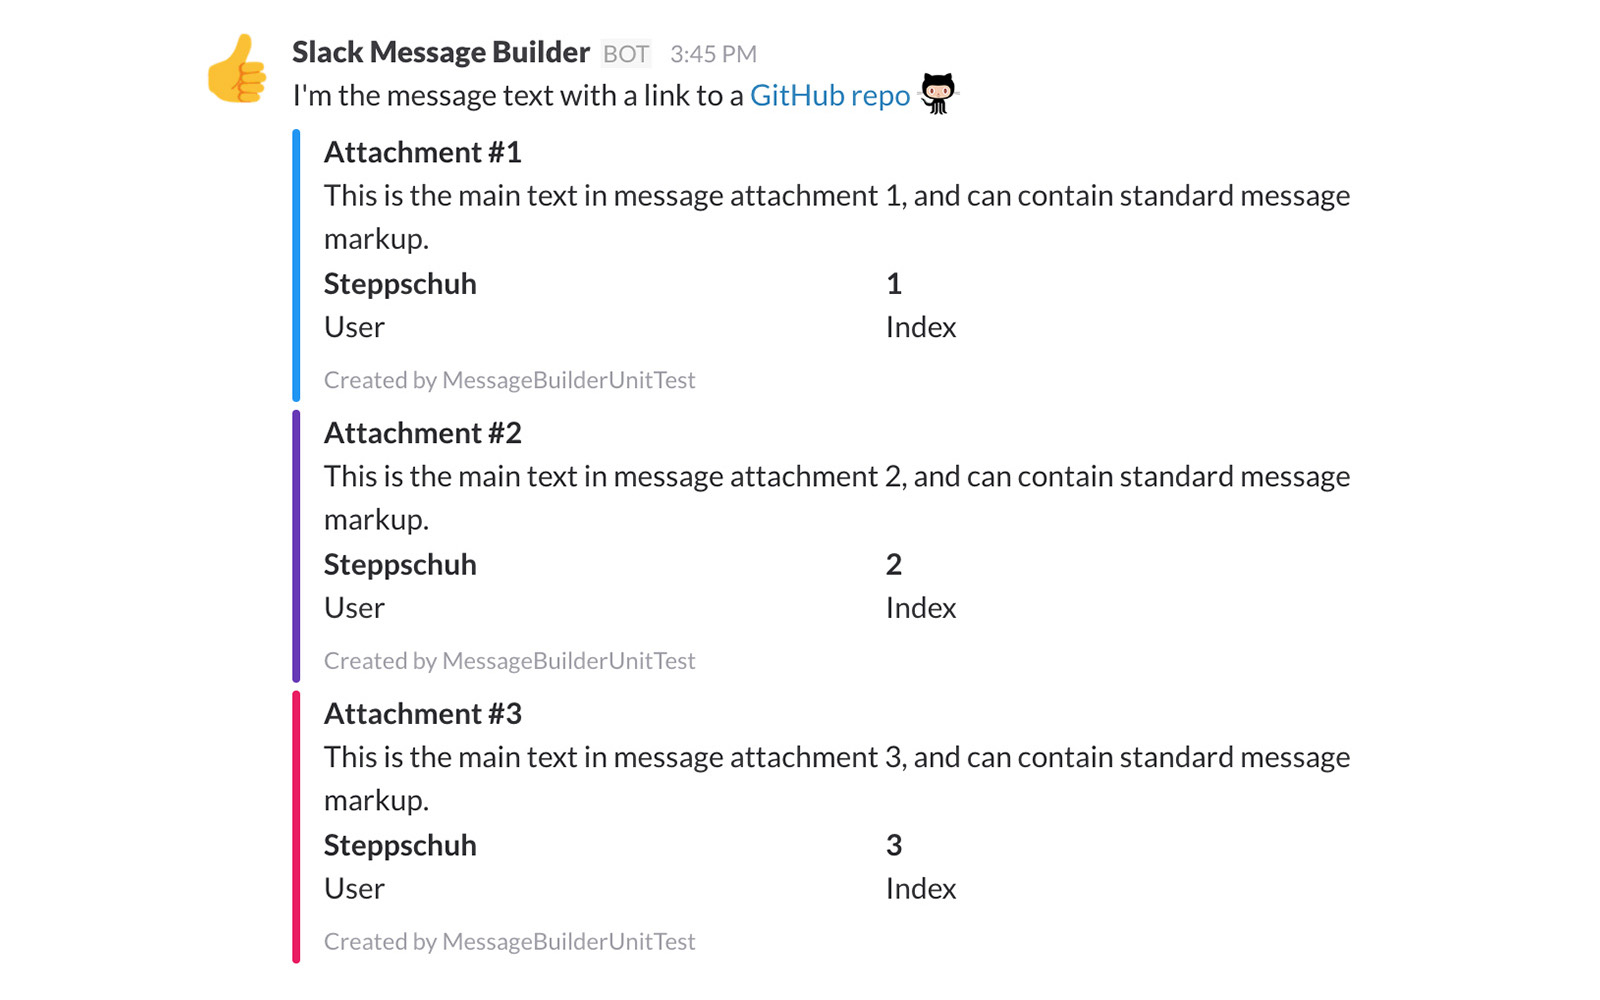 Slack Message Builder BOT 3:45 PM
I'm the message text with a link to a GitHub repo
Attachment #1
This is the main text in message attachment 1, and can contain standard message
markup.
Steppschuh 1
User Index
Created by MessageBuilderUnitTest
Attachment #2
This is the main text in message attachment 2, and can contain standard message
markup.
Steppschuh 2
User Index
Created by MessageBuilderUnitTest
Attachment #3
This is the main text in message attachment 3, and can contain standard message
markup.
Steppschuh 3
User Index
Created by MessageBuilderUnitTest